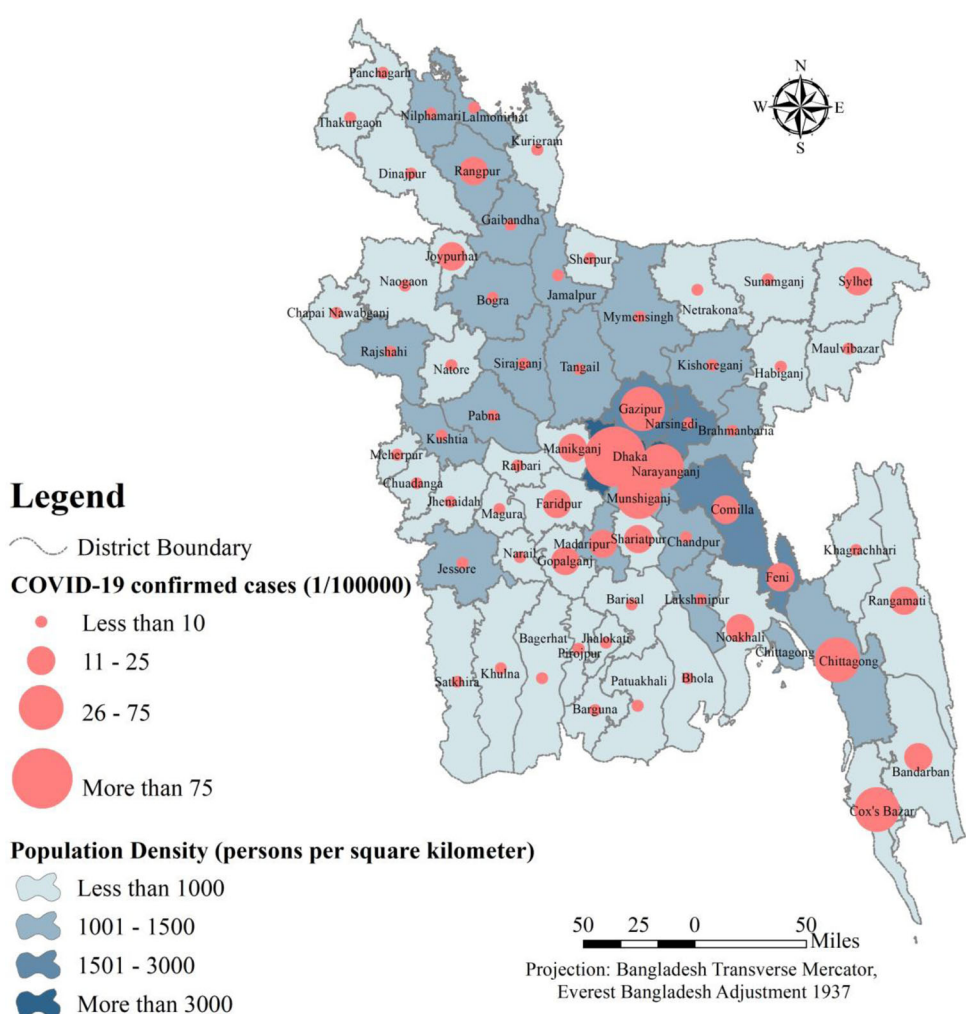 N
W E
S
Panchagarh
Thakurgaon
Nilphamari
Lalmonirhat
Kurigram
Dinajpur
Rangpur
Gaibandha
Joypurhat
Sherpur
Naogaon
Bogra
Jamalpur
Sunamganj
Sylhet
Netrakona
Chapai Nawabganj
Mymensingh
Rajshahi
Maulvibazar
Natore
Sirajganj
Tangail
Kishoreganj
Habiganj
Gazipur
Pabna
Narsingdi
Brahmanbaria
Kushtia
Manikganj
Dhaka
Meherpur
Rajbari
Narayanganj
Chuadanga
Munshiganj
Jhenaidah
Magura
Faridpur
Comilla
Madaripur
Shariatpur
Chandpur
Khagrachhari
Narail
Gopalganj
Jessore
Feni
Barisal
Lakshmipur
Rangamati
Bagerhat
Jhalokati
Pirojpur
Noakhali
Chittagong
Chittagong
Khulna
Satkhira
Patuakhali
Bhola
Barguna
Bandarban
Cox's Bazar
Legend
District Boundary
COVID-19 confirmed cases (1/100000)
Less than 10
11 - 25
26 - 75
More than 75
Population Density (persons per square kilometer)
Less than 1000
1001 - 1500
1501 - 3000
More than 3000
50 25 0 50
Miles
Projection: Bangladesh Transverse Mercator,
Everest Bangladesh Adjustment 1937